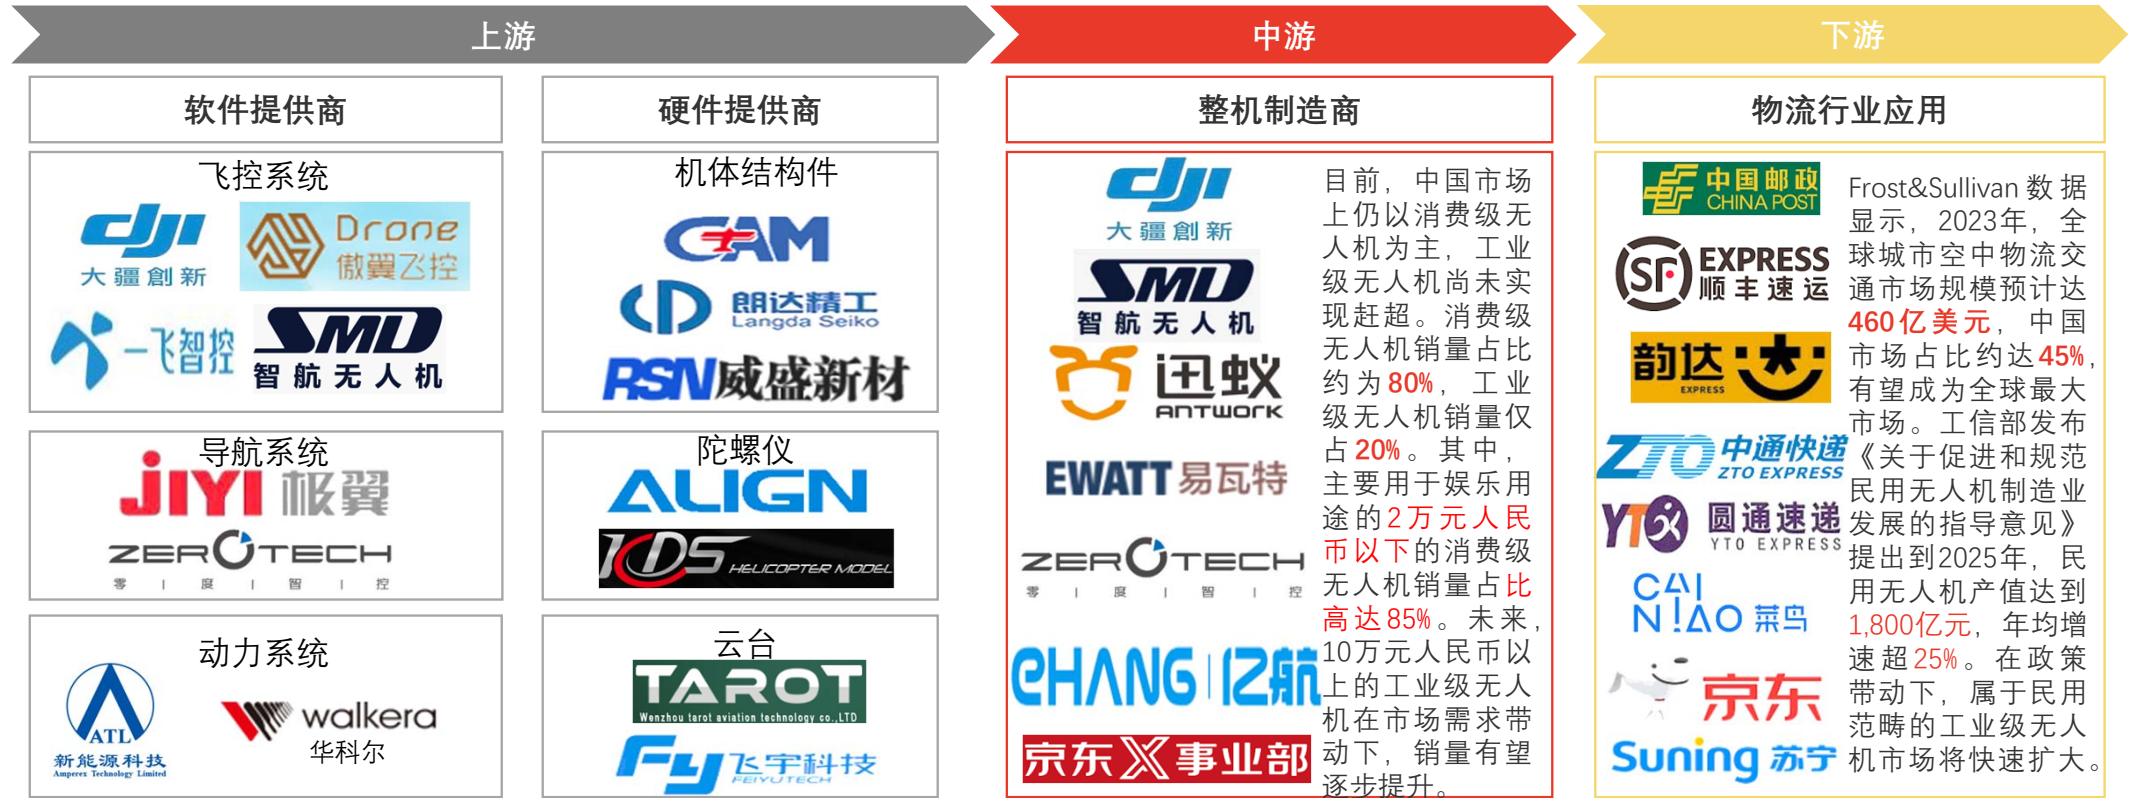 上游
中游
下游
软件提供商
硬件提供商
整机制造商
物流行业应用
飞控系统
dji
大疆創新
Drone
傲翼飞控
一飞智控
SMD
智航无人机
导航系统
JIYI 极翼
ZEROTECH
零 | 度 | 智 | 控
动力系统
ATL
新能源科技
Amperex Technology Limited
walkera
华科尔
机体结构件
GAM
朗达精工
Langda Seiko
RSN威盛新材
陀螺仪
ALIGN
KDS HELICOPTER MODEL
云台
TAROT
Wenzhou tarot aviation technology co.,LTD
Fy 飞宇科技
FEIYUTECH
dji
大疆創新
SMD
智航无人机
迅蚁
ANTWORK
EWATT 易瓦特
ZEROTECH
零 | 度 | 智 | 控
EHANG | 亿航
京东X事业部
目前，中国市场
上仍以消费级无
人机为主，工业
级无人机尚未实
现赶超。消费级
无人机销量占比
约为80%，工业
级无人机销量仅
占20%。其中，
主要用于娱乐用
途的2万元人民
币以下的消费级
无人机销量占比
高达85%。未来，
10万元人民币以
上的工业级无人
机在市场需求带
动下，销量有望
逐步提升。
中国邮政
CHINA POST
SF EXPRESS
顺丰速运
韵达
EXPRESS
ZTO 中通快递
ZTO EXPRESS
YTO 圆通速递
YTO EXPRESS
CAI
NIAO 菜鸟
京东
Suning 苏宁
Frost&Sullivan数据
显示，2023年，全
球城市空中物流交
通市场规模预计达
460亿美元，中国
市场占比约达45%，
有望成为全球最大
市场。工信部发布
《关于促进和规范
民用无人机制造业
发展的指导意见》
提出到2025年，民
用无人机产值达到
1,800亿元，年均增
速超25%。在政策
带动下，属于民用
范畴的工业级无人
机市场将快速扩大。